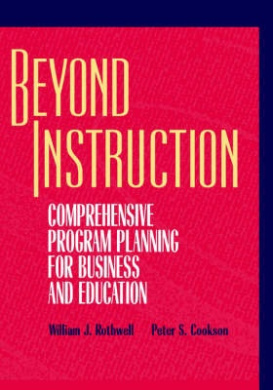 BEYOND
INSTRUCTION
COMPREHENSIVE
PROGRAM PLANNING
FOR BUSINESS
AND EDUCATION
William J. Rothwell Peter S. Cookson